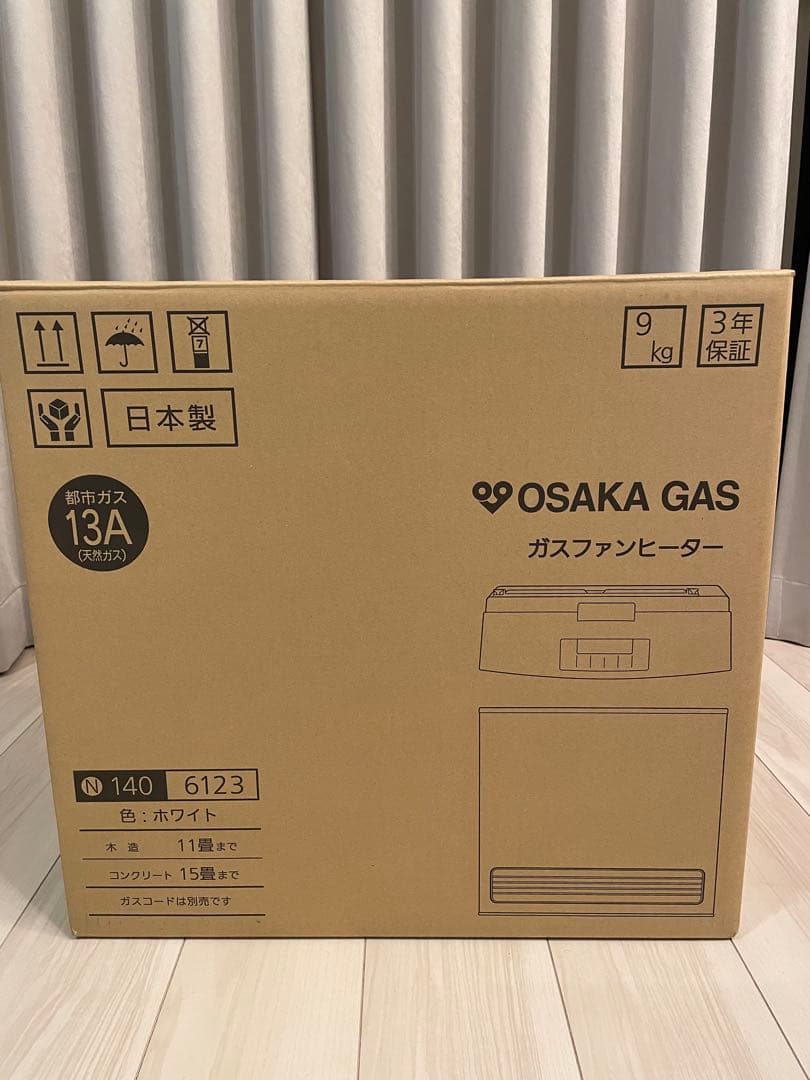 7
9
kg
3年
保証
日本製
都市ガス
13A
(天然ガス)
OSAKA GAS
ガスファンヒーター
N 140 6123
色:ホワイト
木造 11畳まで
コンクリート 15畳まで
ガスコードは別売です